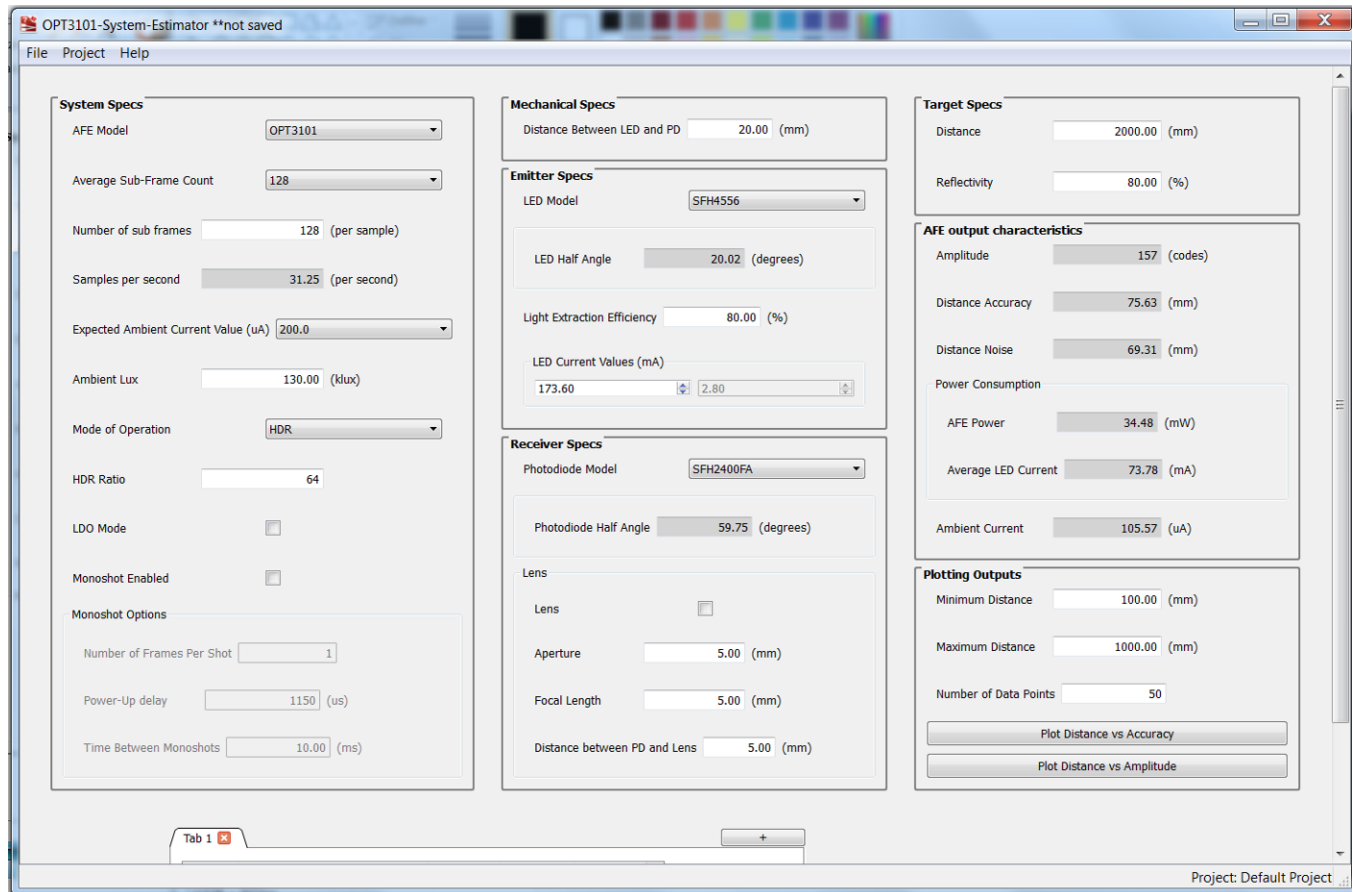 OPT3101-System-Estimator **not saved
File Project Help
System Specs
AFE Model OPT3101
Average Sub-Frame Count 128
Number of sub frames 128 (per sample)
Samples per second 31.25 (per second)
Expected Ambient Current Value (uA) 200.0
Ambient Lux 130.00 (klux)
Mode of Operation HDR
HDR Ratio 64
LDO Mode
Monoshot Enabled
Monoshot Options
Number of Frames Per Shot 1
Power-Up delay 1150 (us)
Time Between Monoshots 10.00 (ms)
Mechanical Specs
Distance Between LED and PD 20.00 (mm)
Emitter Specs
LED Model SFH4556
LED Half Angle 20.02 (degrees)
Light Extraction Efficiency 80.00 (%)
LED Current Values (mA)
173.60 2.80
Receiver Specs
Photodiode Model SFH2400FA
Photodiode Half Angle 59.75 (degrees)
Lens
Lens
Aperture 5.00 (mm)
Focal Length 5.00 (mm)
Distance between PD and Lens 5.00 (mm)
Target Specs
Distance 2000.00 (mm)
Reflectivity 80.00 (%)
AFE output characteristics
Amplitude 157 (codes)
Distance Accuracy 75.63 (mm)
Distance Noise 69.31 (mm)
Power Consumption
AFE Power 34.48 (mW)
Average LED Current 73.78 (mA)
Ambient Current 105.57 (uA)
Plotting Outputs
Minimum Distance 100.00 (mm)
Maximum Distance 1000.00 (mm)
Number of Data Points 50
Plot Distance vs Accuracy
Plot Distance vs Amplitude
Tab 1
+
Project: Default Project